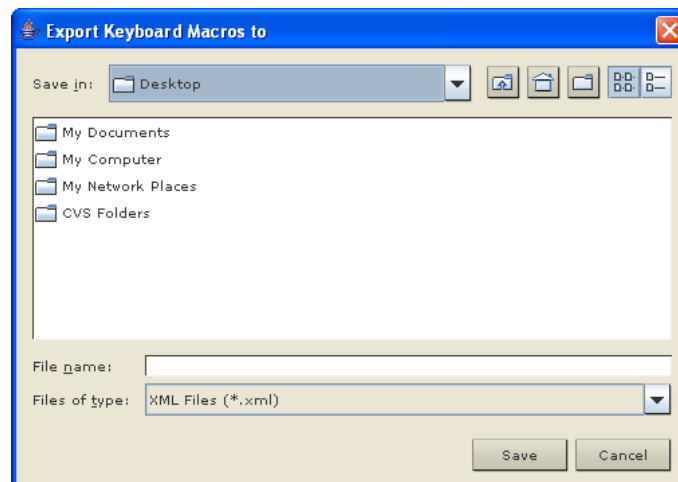 Export Keyboard Macros to
Save in: Desktop
My Documents
My Computer
My Network Places
CVS Folders
File name:
Files of type: XML Files (*.xml)
Save Cancel